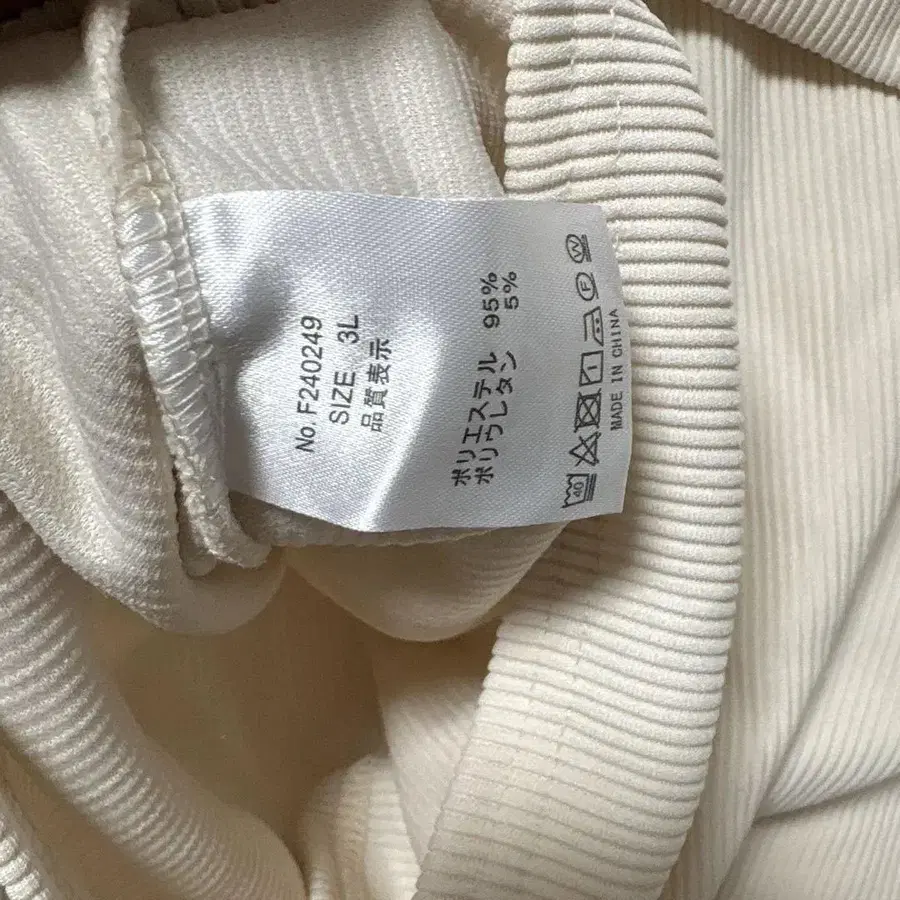 No. F240249
SIZE 3L
品質表示
ポリエステル 95%
ポリウレタン 5%
40 F W
MADE IN CHINA